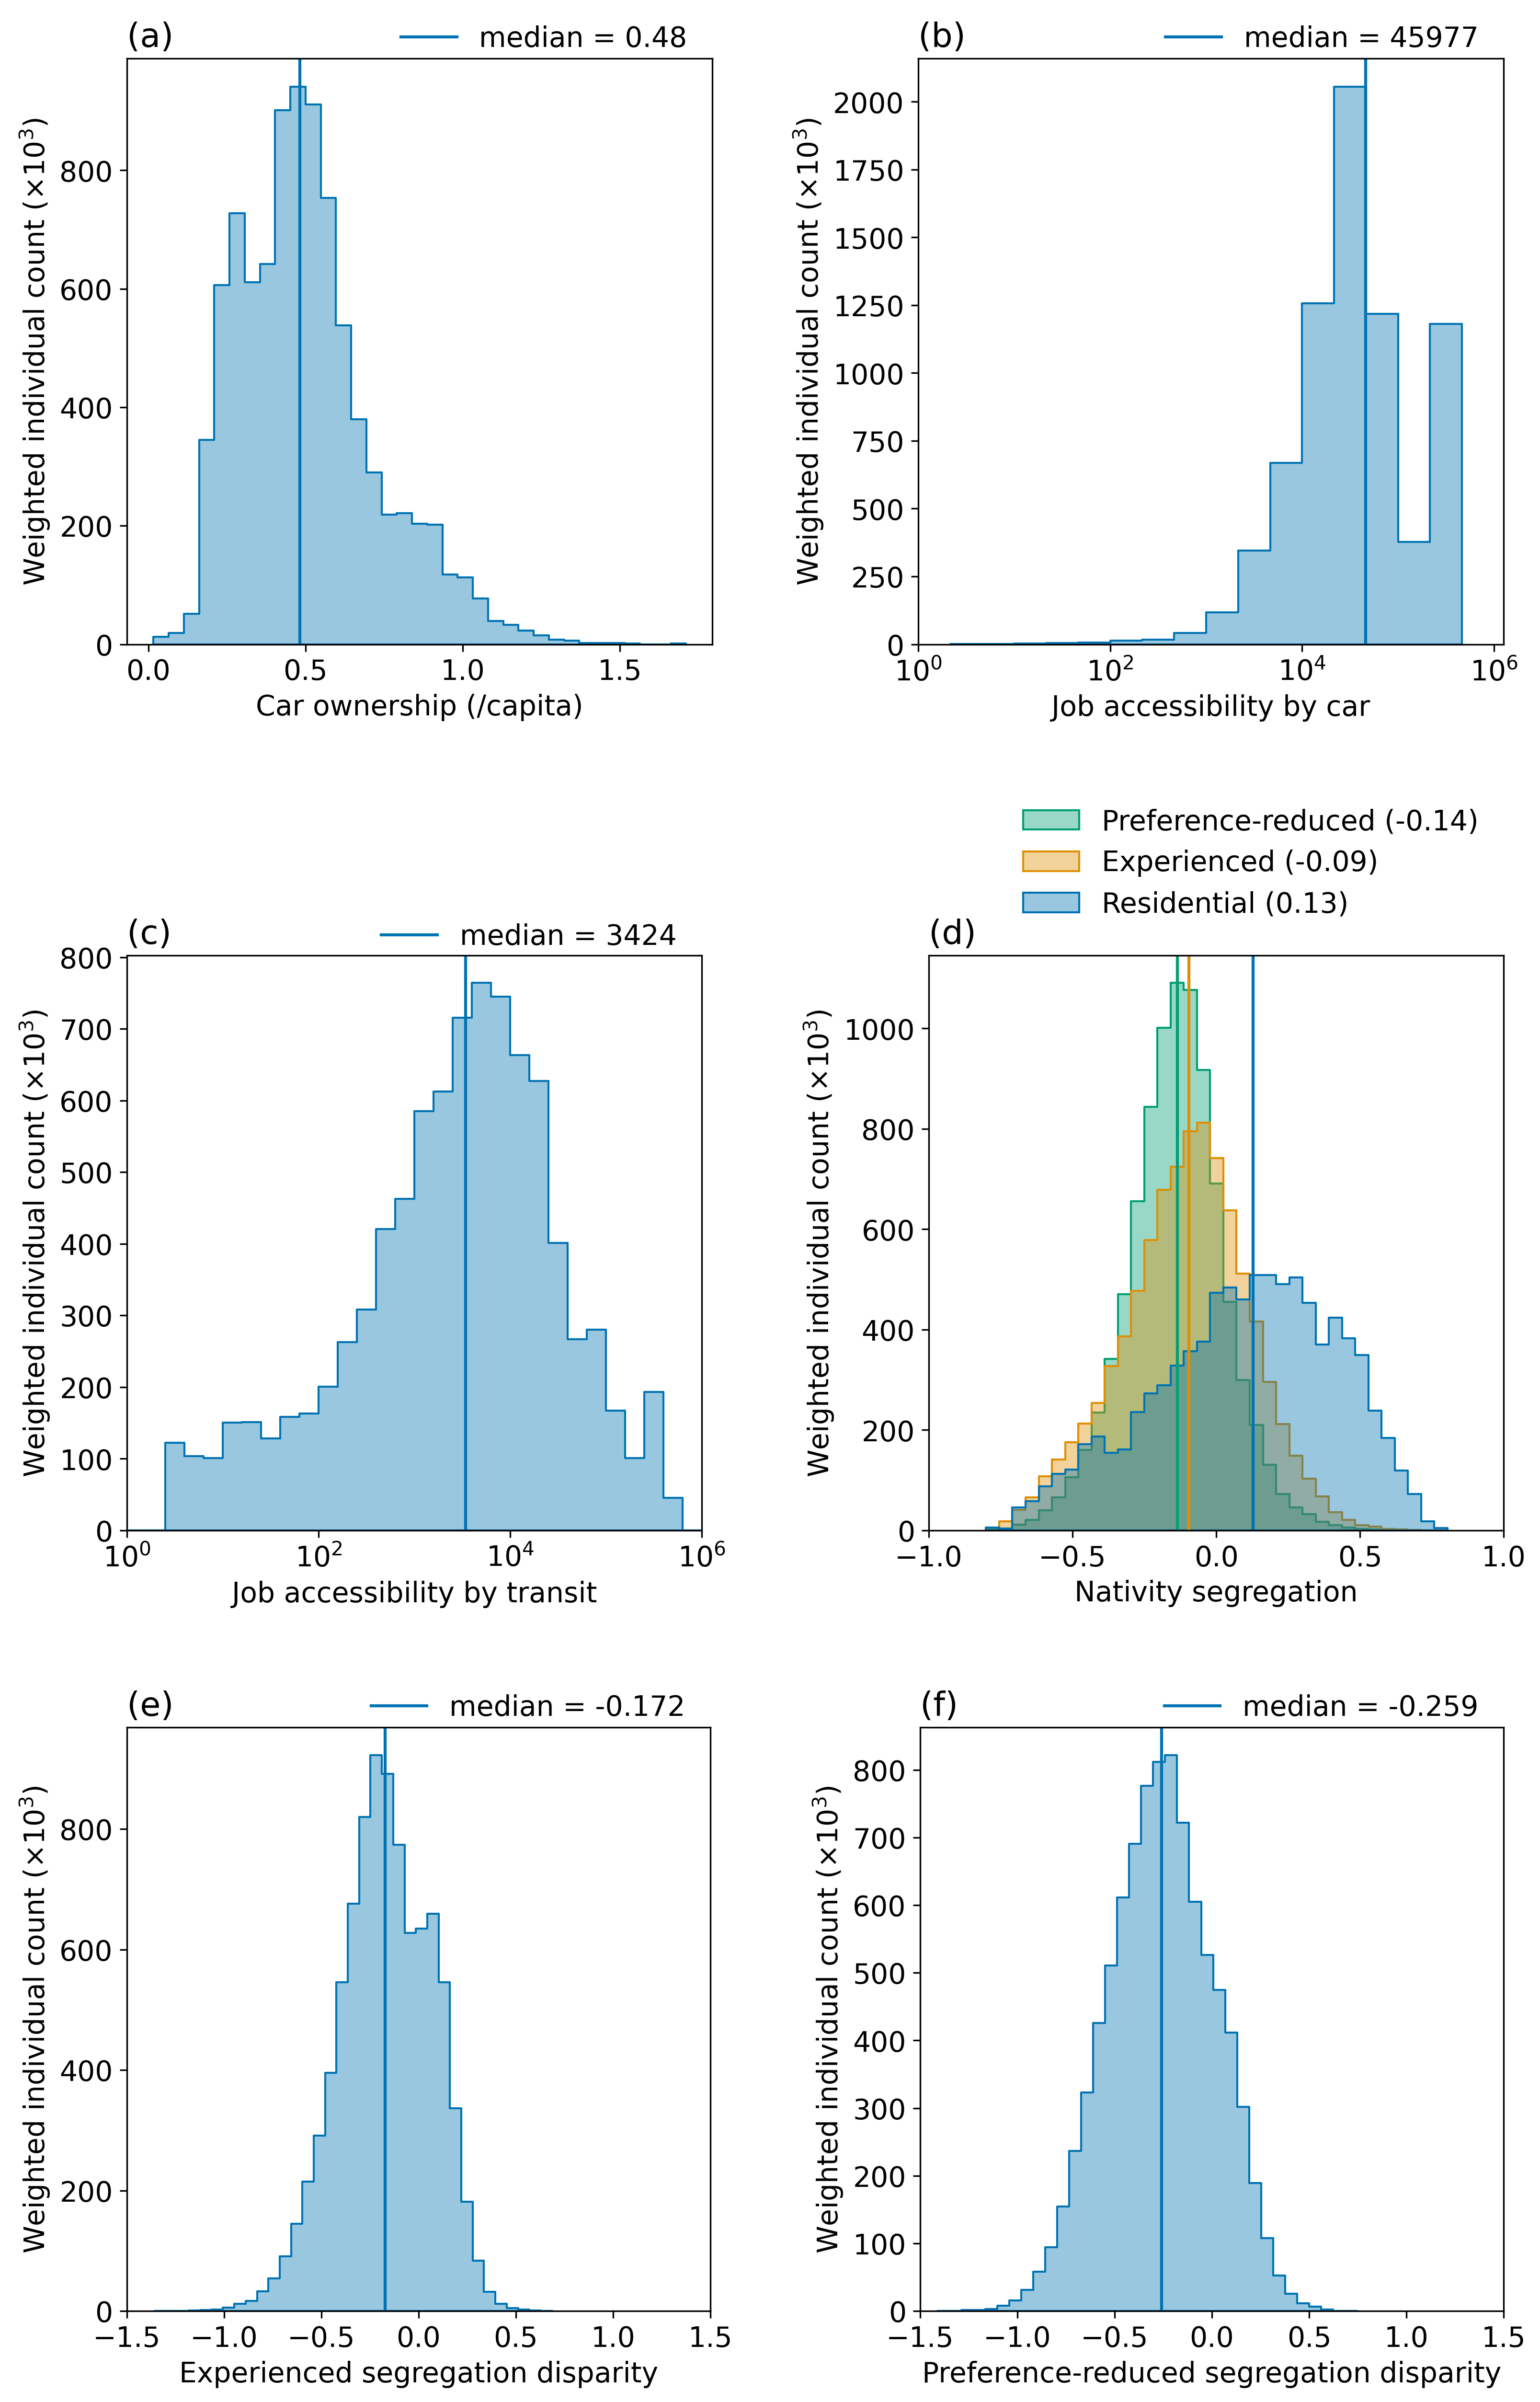 (a)
median = 0.48
Weighted individual count (×10³)
800
600
400
200
0
0.0 0.5 1.0 1.5
Car ownership (/capita)
(b)
median = 45977
Weighted individual count (×10³)
2000
1750
1500
1250
1000
750
500
250
0
10⁰ 10² 10⁴ 10⁶
Job accessibility by car
(c)
median = 3424
Weighted individual count (×10³)
800
700
600
500
400
300
200
100
0
10⁰ 10² 10⁴ 10⁶
Job accessibility by transit
Preference-reduced (-0.14)
Experienced (-0.09)
Residential (0.13)
(d)
Weighted individual count (×10³)
1000
800
600
400
200
0
−1.0 −0.5 0.0 0.5 1.0
Nativity segregation
(e)
median = -0.172
Weighted individual count (×10³)
800
600
400
200
0
−1.5 −1.0 −0.5 0.0 0.5 1.0 1.5
Experienced segregation disparity
(f)
median = -0.259
Weighted individual count (×10³)
800
700
600
500
400
300
200
100
0
−1.5 −1.0 −0.5 0.0 0.5 1.0 1.5
Preference-reduced segregation disparity